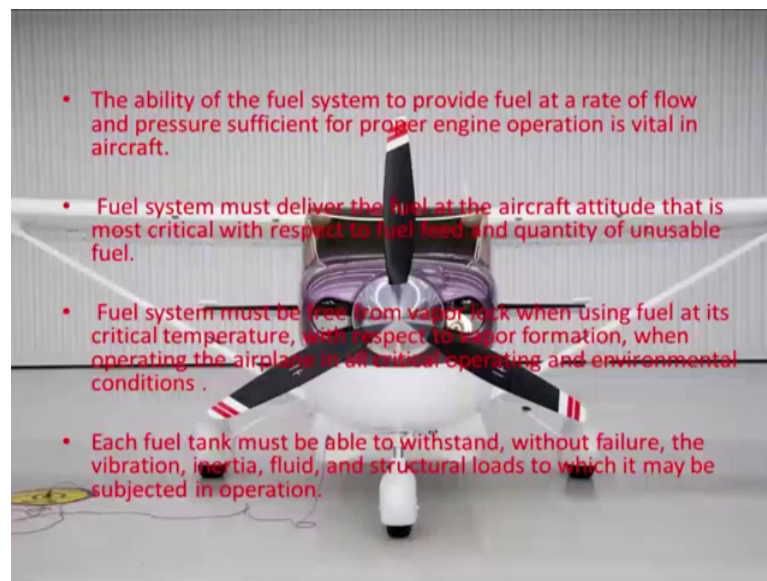 • The ability of the fuel system to provide fuel at a rate of flow
and pressure sufficient for proper engine operation is vital in
aircraft.
• Fuel system must deliver the fuel at the aircraft attitude that is
most critical with respect to fuel feed and quantity of unusable
fuel.
• Fuel system must be free from vapor lock when using fuel at its
critical temperature, with respect to vapor formation, when
operating the airplane in all critical operating and environmental
conditions .
• Each fuel tank must be able to withstand, without failure, the
vibration, inertia, fluid, and structural loads to which it may be
subjected in operation.